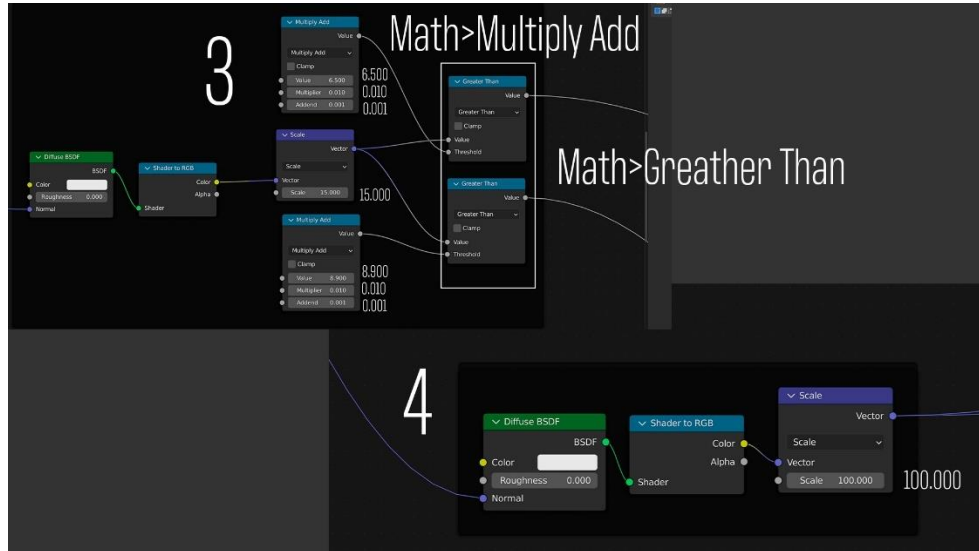 3
Math>Multiply Add
Multiply Add
Value
Multiply Add
Clamp
Value 6.500
Multiplier 0.010
Addend 0.001
6.500
0.010
0.001
Greater Than
Value
Greater Than
Clamp
Value
Threshold
Diffuse BSDF
BSDF
Color
Roughness 0.000
Normal
Shader to RGB
Color
Alpha
Shader
Scale
Vector
Scale
Vector
Scale 15.000
15.000
Math>Greather Than
Greater Than
Value
Greater Than
Clamp
Value
Threshold
Multiply Add
Value
Multiply Add
Clamp
Value 8.900
Multiplier 0.010
Addend 0.001
8.900
0.010
0.001
4
Diffuse BSDF
BSDF
Color
Roughness 0.000
Normal
Shader to RGB
Color
Alpha
Shader
Scale
Vector
Scale
Vector
Scale 100.000
100.000